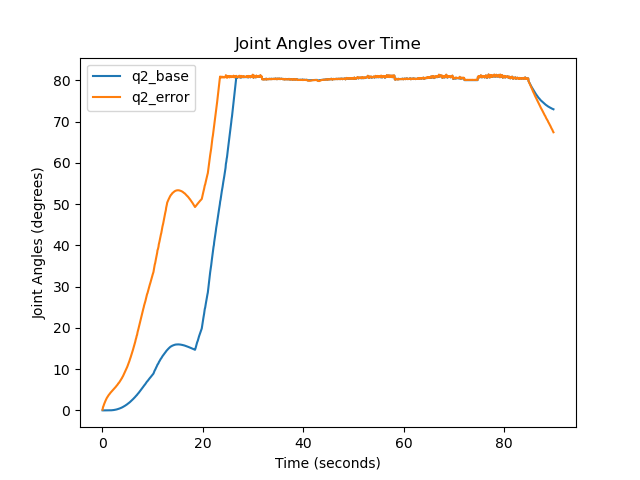 Joint Angles over Time
q2_base
q2_error
Joint Angles (degrees)
80
70
60
50
40
30
20
10
0
0 20 40 60 80
Time (seconds)